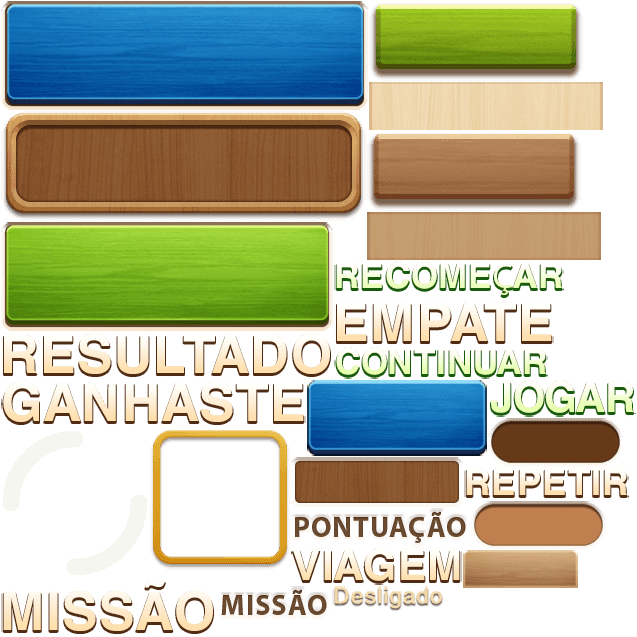 RECOMEÇAR
EMPATE
RESULTADO
CONTINUAR
GANHASTE
JOGAR
REPETIR
PONTUAÇÃO
VIAGEM
MISSÃO
MISSÃO
Desligado